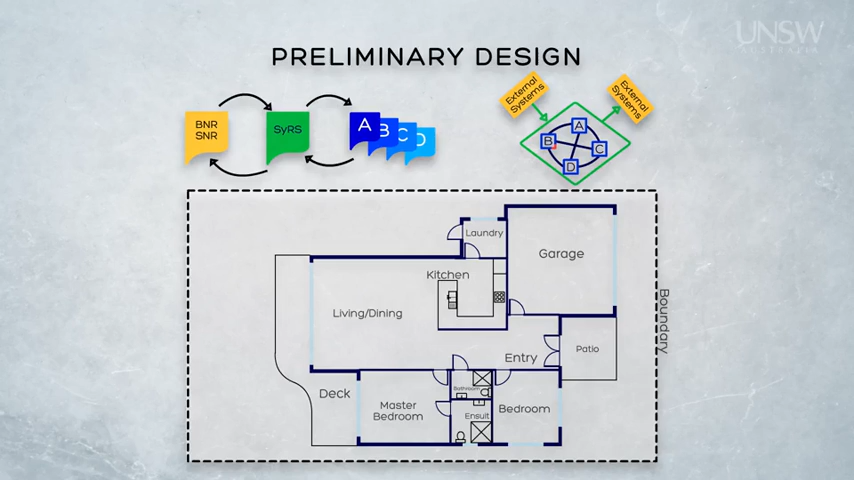 UNSW
AUSTRALIA
PRELIMINARY DESIGN
BNR
SNR
SyRS
A
B
C
D
External
Systems
External
Systems
A
B
C
D
Laundry
Garage
Kitchen
Living/Dining
Boundary
Patio
Entry
Deck
Bathroom
Master
Bedroom
Bedroom
Ensuit